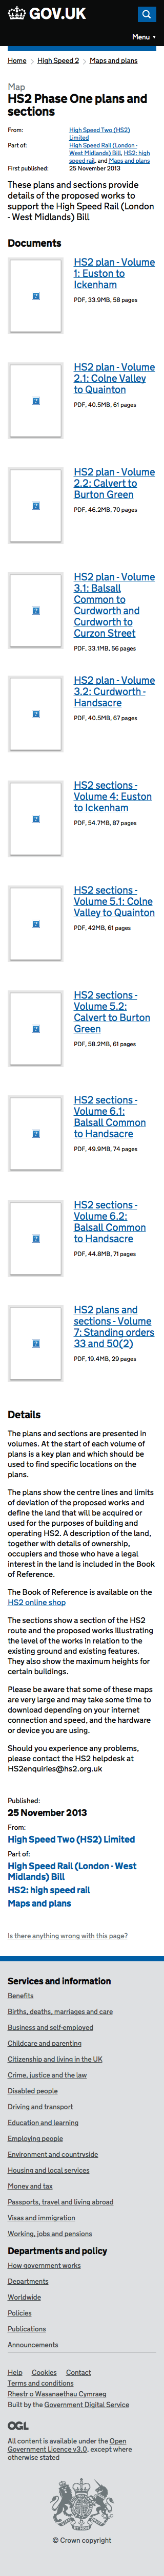 GOV.UK
Menu ▼
Home > High Speed 2 > Maps and plans
Map
HS2 Phase One plans and
sections
From: High Speed Two (HS2)
Limited
Part of: High Speed Rail (London -
West Midlands) Bill, HS2: high
speed rail, and Maps and plans
First published: 25 November 2013
These plans and sections provide
details of the proposed works to
support the High Speed Rail (London
- West Midlands) Bill
Documents
HS2 plan - Volume
1: Euston to
Ickenham
PDF, 33.9MB, 58 pages
HS2 plan - Volume
2.1: Colne Valley
to Quainton
PDF, 40.5MB, 61 pages
HS2 plan - Volume
2.2: Calvert to
Burton Green
PDF, 46.2MB, 70 pages
HS2 plan - Volume
3.1: Balsall
Common to
Curdworth and
Curdworth to
Curzon Street
PDF, 33.1MB, 56 pages
HS2 plan - Volume
3.2: Curdworth -
Handsacre
PDF, 40.5MB, 67 pages
HS2 sections -
Volume 4: Euston
to Ickenham
PDF, 54.7MB, 87 pages
HS2 sections -
Volume 5.1: Colne
Valley to Quainton
PDF, 42MB, 61 pages
HS2 sections -
Volume 5.2:
Calvert to Burton
Green
PDF, 58.2MB, 61 pages
HS2 sections -
Volume 6.1:
Balsall Common
to Handsacre
PDF, 49.9MB, 74 pages
HS2 sections -
Volume 6.2:
Balsall Common
to Handsacre
PDF, 44.8MB, 71 pages
HS2 plans and
sections - Volume
7: Standing orders
33 and 50(2)
PDF, 19.4MB, 29 pages
Details
The plans and sections are presented in
volumes. At the start of each volume
there is a key plan and which should be
used to find specific locations on the
plans.
The plans show the centre lines and limits
of deviation of the proposed works and
define the land that will be acquired or
used for the proposes of building and
operating HS2. A description of the land,
together with details of ownership,
occupiers and anybody else who may
have a legal interest in the land is
included in the Book of Reference.
The Book of Reference is available on the
HS2 online shop
The sections show a section of the HS2
route and any other works that incorporate
a highway or railway. They illustrate the
level of the works in relation to the
existing ground level and any proximate
existing buildings. They also show the
maximum heights for certain buildings.
Please be aware that some of these maps
are very large and may take some time to
download depending on your internet
connection speed, and the hardware or
device you are using.
Should you experience any problems,
please contact the HS2 helpdesk at
HS2enquiries@hs2.org.uk
Published:
25 November 2013
From:
High Speed Two (HS2) Limited
Part of:
High Speed Rail (London - West
Midlands) Bill
HS2: high speed rail
Maps and plans
Is there anything wrong with this page?
Services and information
Benefits
Births, deaths, marriages and care
Business and self-employed
Childcare and parenting
Citizenship and living in the UK
Crime, justice and the law
Disabled people
Driving and transport
Education and learning
Employing people
Environment and countryside
Housing and local services
Money and tax
Passports, travel and living abroad
Visas and immigration
Working, jobs and pensions
Departments and policy
How government works
Departments
Worldwide
Policies
Publications
Announcements
Help Cookies Contact
Terms and conditions
Rhestr o Wasanaethau Cymraeg
Built by the Government Digital Service
OGL
All content is available under the Open
Government Licence v3.0, except where
otherwise stated
© Crown copyright